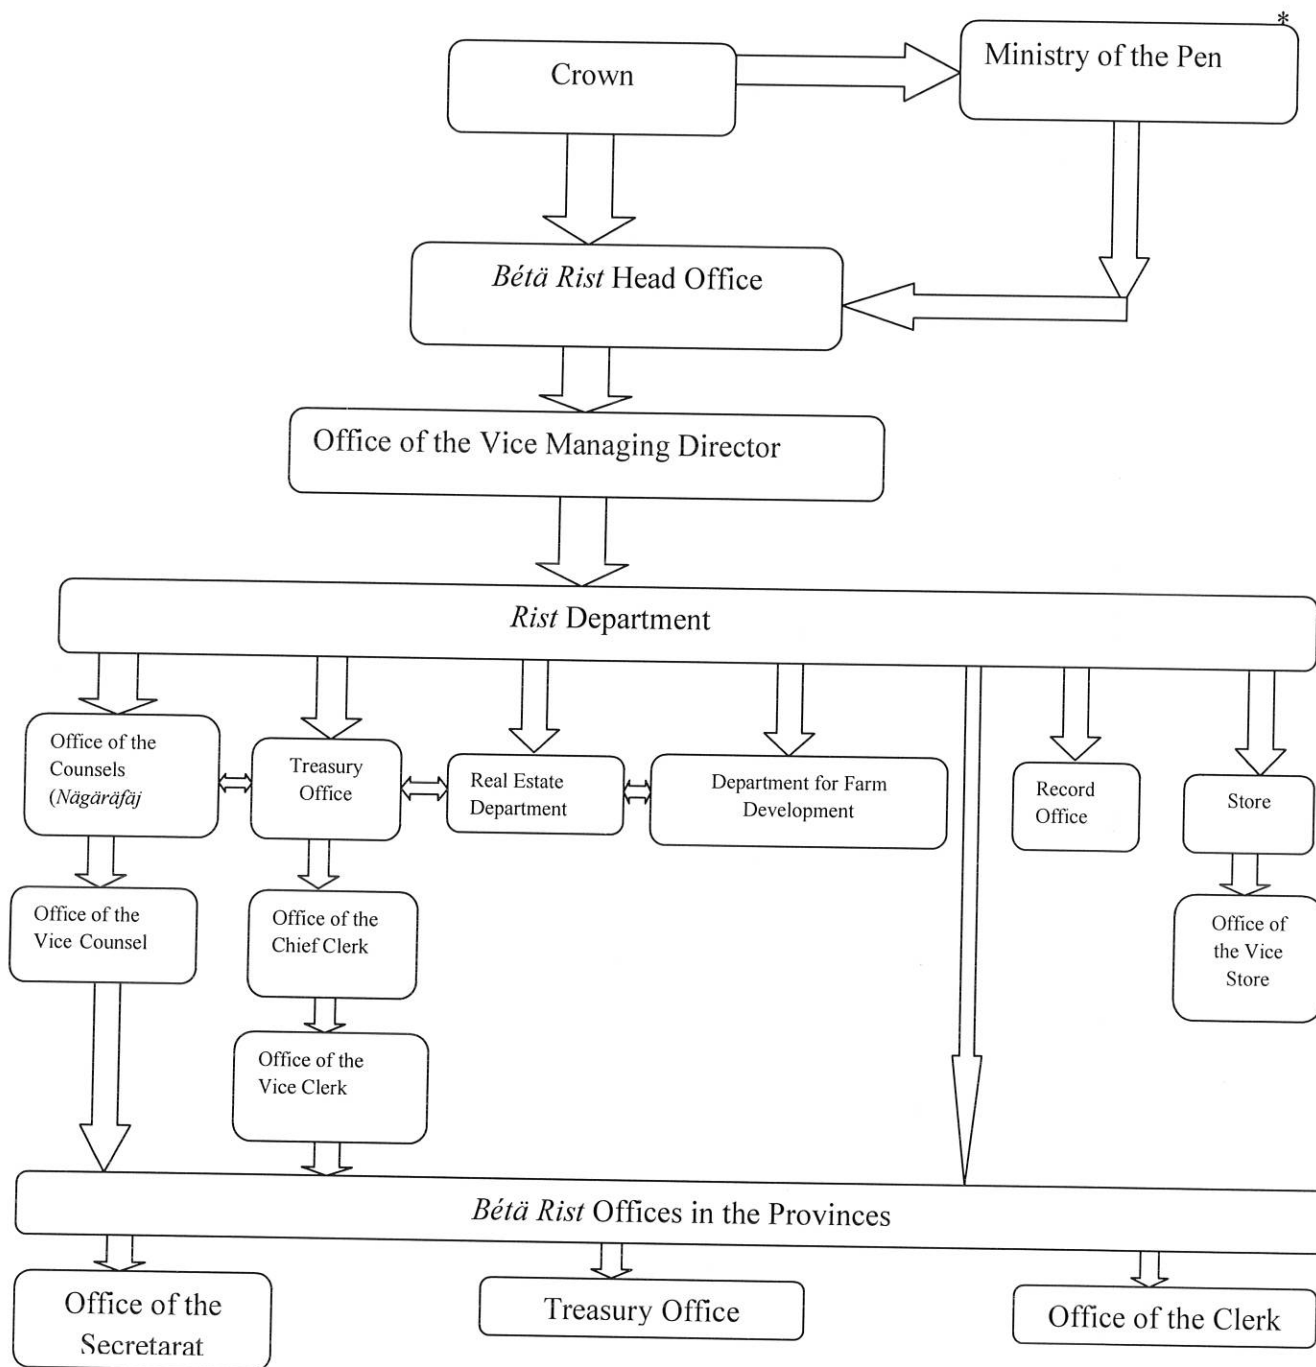 *
Crown
Ministry of the Pen
Bétä Rist Head Office
Office of the Vice Managing Director
Rist Department
Office of the
Counsels
(Nägäräfäj
Treasury
Office
Real Estate
Department
Department for Farm
Development
Record
Office
Store
Office of the
Vice Counsel
Office of the
Chief Clerk
Office of
the Vice
Store
Office of the
Vice Clerk
Bétä Rist Offices in the Provinces
Office of the
Secretarat
Treasury Office
Office of the Clerk